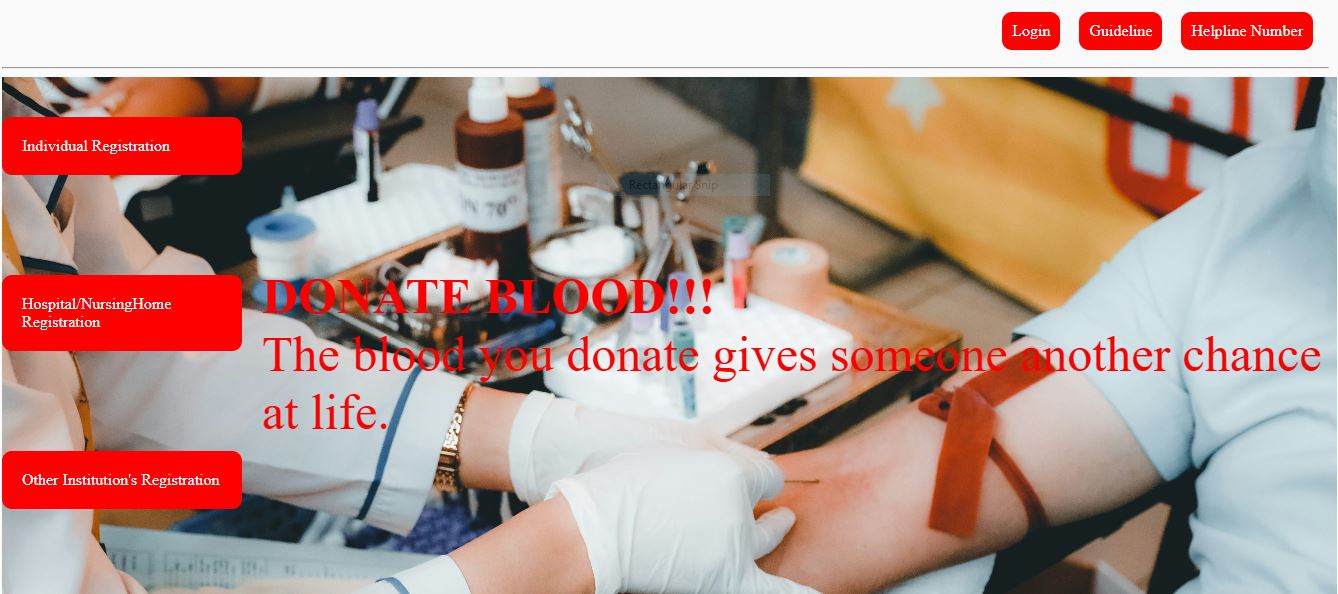 Login
Guideline
Helpline Number
Individual Registration
Rectangular Snip
N 70°
Hospital/NursingHome
Registration
DONATE BLOOD!!!
The blood you donate gives someone another chance
at life.
Other Institution's Registration